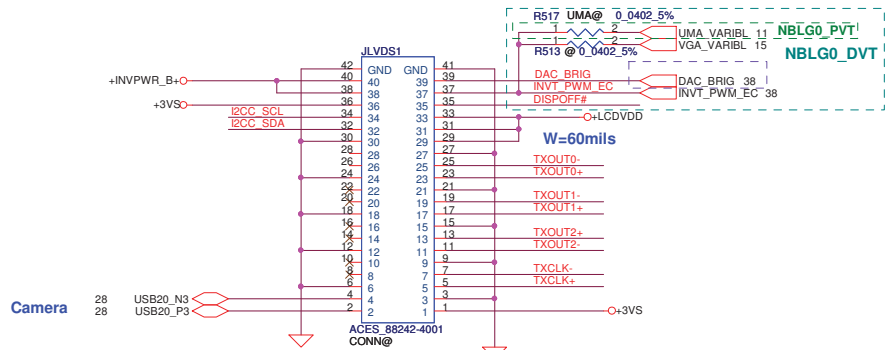 R517 UMA@ 0_0402_5%
1 2
UMA_VARIBL 11 NBLG0_PVT
1 2
VGA_VARIBL 15
R513 @ 0_0402_5%
NBLG0_DVT
JLVDS1
42 GND GND 41
+INVPWR_B+ 40 40 39 39 DAC_BRIG DAC_BRIG 38
38 38 37 37 INVT_PWM_EC INVT_PWM_EC 38
+3VS 36 36 35 35 DISPOFF#
I2CC_SCL 34 34 33 33 +LCDVDD
I2CC_SDA 32 32 31 31
30 30 29 29 W=60mils
28 28 27 27
26 26 25 25 TXOUT0-
24 24 23 23 TXOUT0+
22 22 21 21
20 20 19 19 TXOUT1-
18 18 17 17 TXOUT1+
16 16 15 15
14 14 13 13 TXOUT2+
12 12 11 11 TXOUT2-
10 10 9 9
8 8 7 7 TXCLK-
6 6 5 5 TXCLK+
28 USB20_N3 4 4 3 3
Camera
28 USB20_P3 2 2 1 1 +3VS
ACES_88242-4001
CONN@